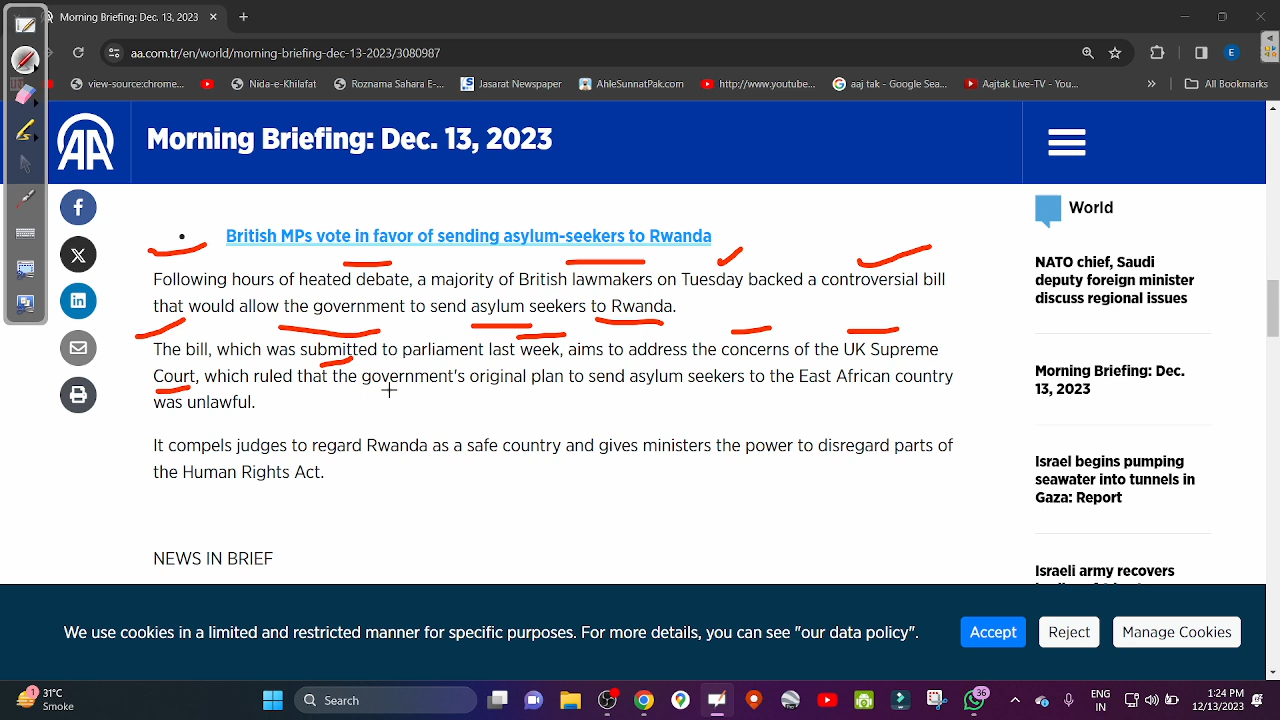 Morning Briefing: Dec. 13, 2023
aa.com.tr/en/world/morning-briefing-dec-13-2023/3080987
E
view-source:chrome...
Nida-e-Khilafat
Roznama Sahara E-...
Jasarat Newspaper
AhleSunnatPak.com
http://www.youtube...
aaj tak - Google Sea...
Aajtak Live-TV - You...
All Bookmarks
AA
Morning Briefing: Dec. 13, 2023
• British MPs vote in favor of sending asylum-seekers to Rwanda
Following hours of heated debate, a majority of British lawmakers on Tuesday backed a controversial bill
that would allow the government to send asylum seekers to Rwanda.
The bill, which was submitted to parliament last week, aims to address the concerns of the UK Supreme
Court, which ruled that the government's original plan to send asylum seekers to the East African country
was unlawful.
It compels judges to regard Rwanda as a safe country and gives ministers the power to disregard parts of
the Human Rights Act.
NEWS IN BRIEF
World
NATO chief, Saudi
deputy foreign minister
discuss regional issues
Morning Briefing: Dec.
13, 2023
Israel begins pumping
seawater into tunnels in
Gaza: Report
Israeli army recovers
We use cookies in a limited and restricted manner for specific purposes. For more details, you can see "our data policy".
Accept
Reject
Manage Cookies
1
3°C
Smoke
Search
36
ENG
IN
1:24 PM
12/13/2023